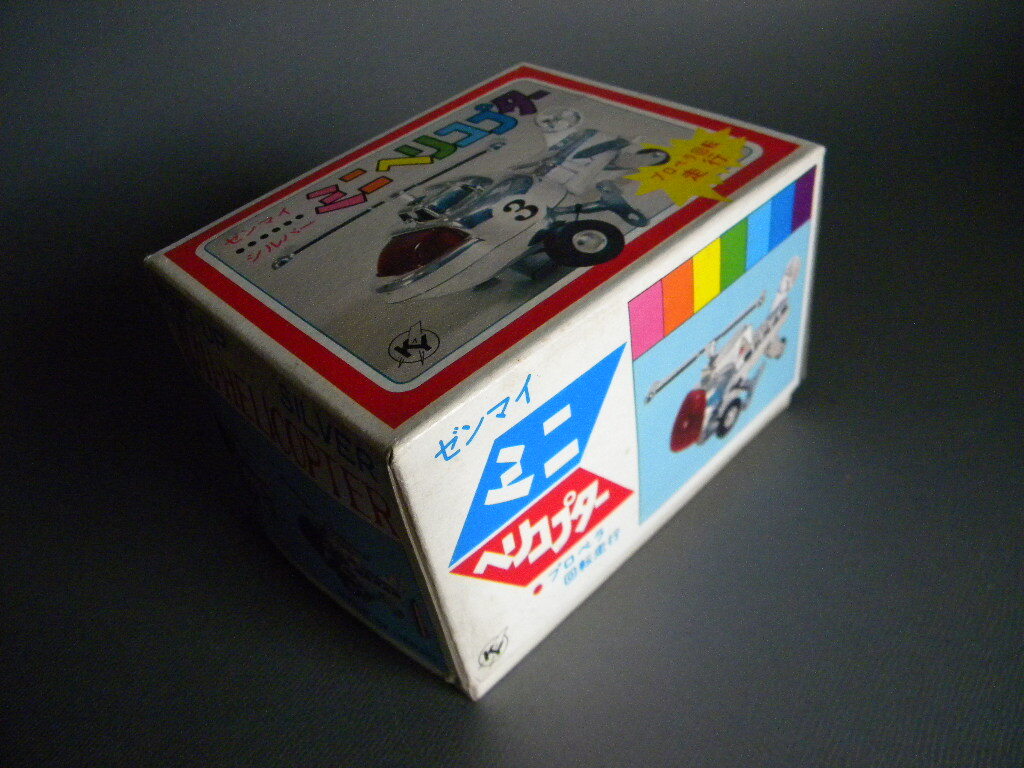 ゼンマイ
シルバー
ミニヘリコプター
プロペラ回転
走行
3
KY
ゼンマイ
ミニ
ヘリコプター
プロペラ
回転走行
KY
SILVER
HELICOPTER